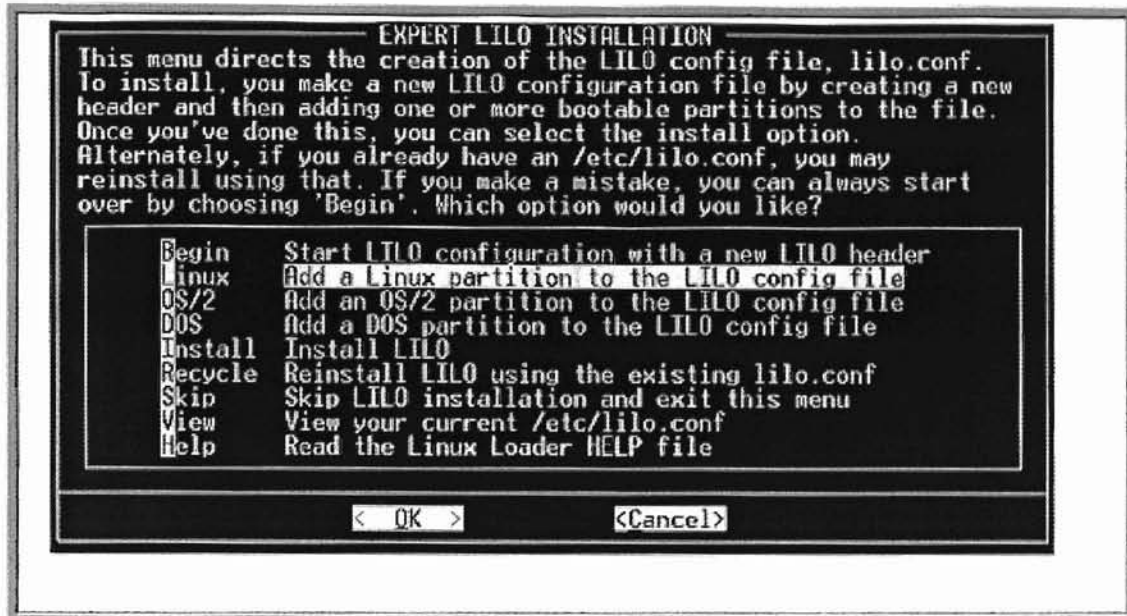 EXPERT LILO INSTALLATION
This menu directs the creation of the LILO config file, lilo.conf.
To install, you make a new LILO configuration file by creating a new
header and then adding one or more bootable partitions to the file.
Once you've done this, you can select the install option.
Alternately, if you already have an /etc/lilo.conf, you may
reinstall using that. If you make a mistake, you can always start
over by choosing 'Begin'. Which option would you like?
Begin Start LILO configuration with a new LILO header
Linux Add a Linux partition to the LILO config file
OS/2 Add an OS/2 partition to the LILO config file
DOS Add a DOS partition to the LILO config file
Install Install LILO
Recycle Reinstall LILO using the existing lilo.conf
Skip Skip LILO installation and exit this menu
View View your current /etc/lilo.conf
Help Read the Linux Loader HELP file
< OK > <Cancel>